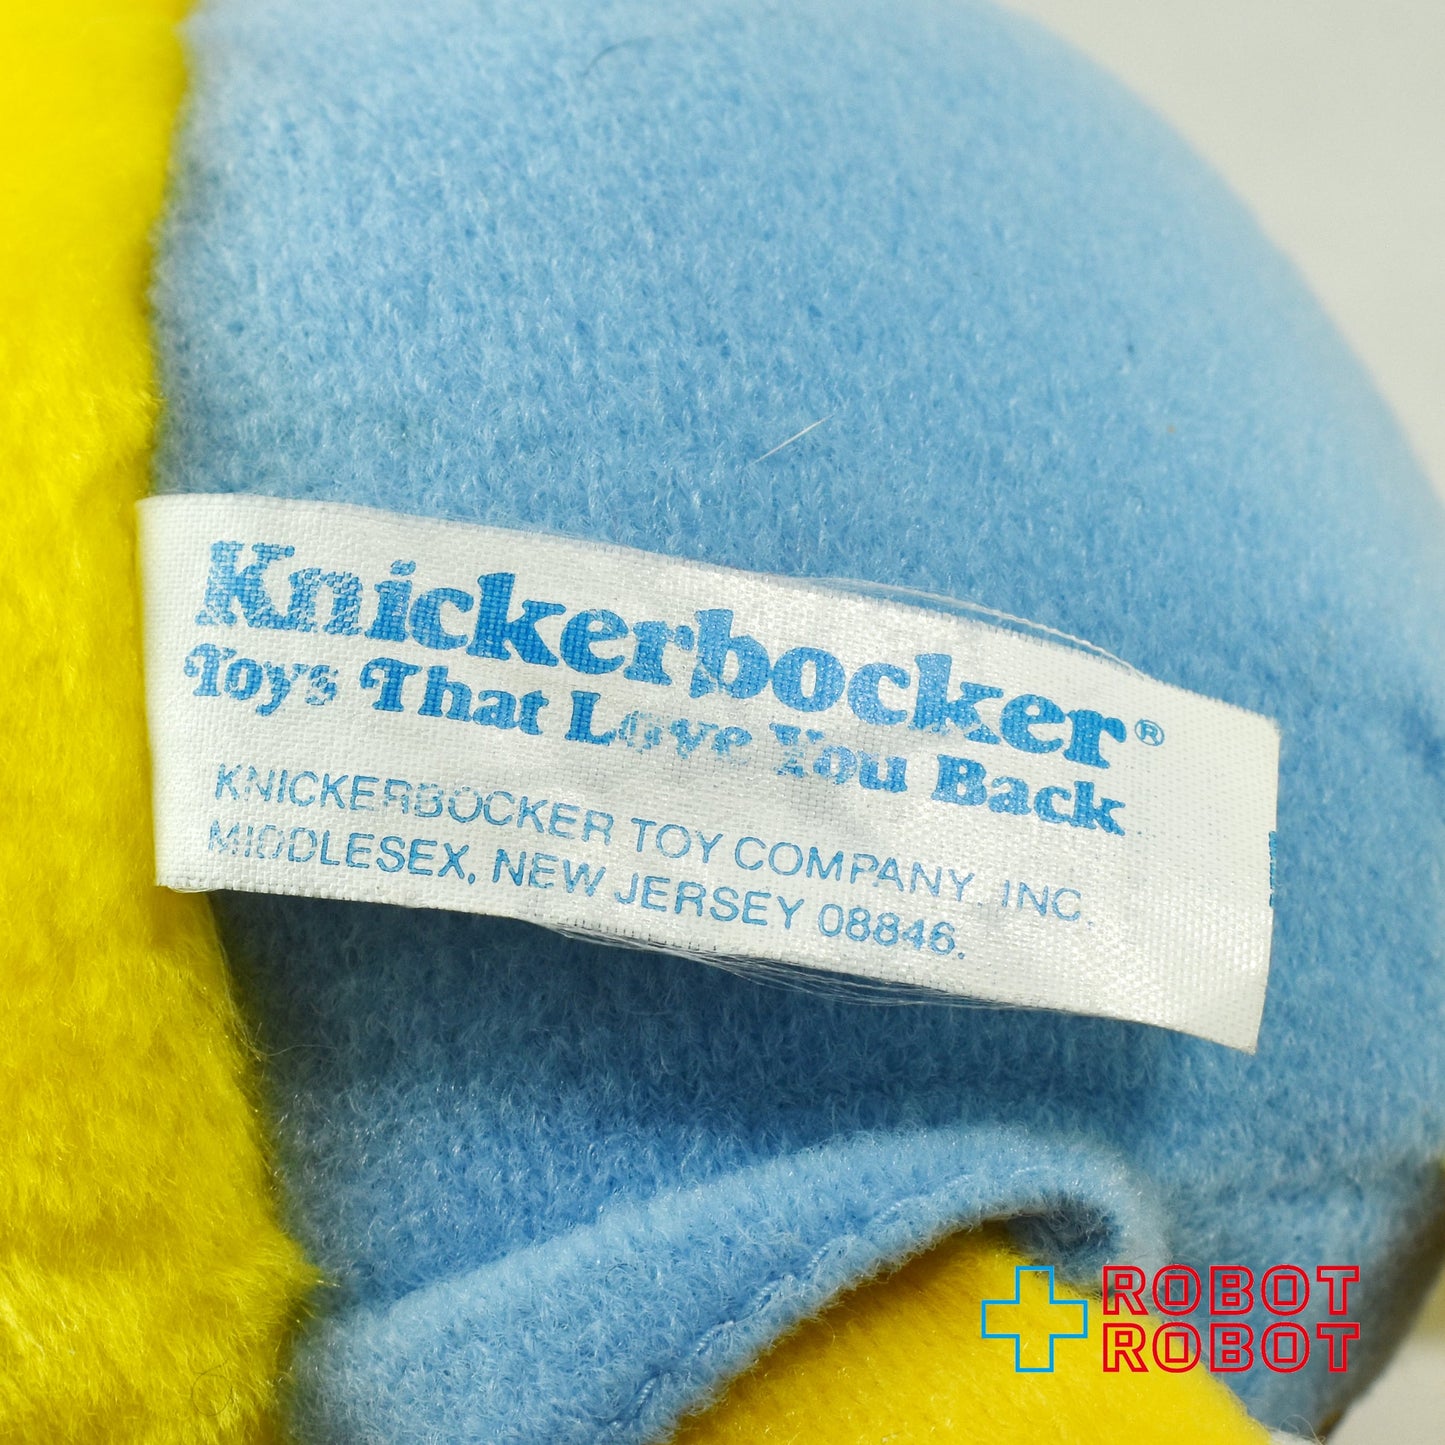 Knickerbocker®
Toys That Love You Back
KNICKERBOCKER TOY COMPANY, INC.
MIDDLESEX, NEW JERSEY 08846.
ROBOT
ROBOT